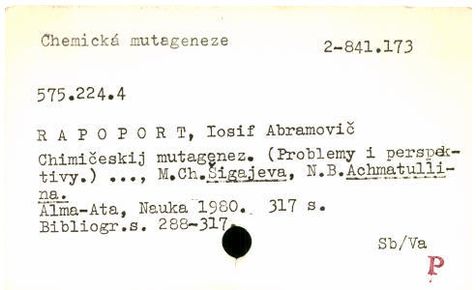 Chemická mutageneze
2-841.173
575.224.4
R A P O P O R T, Iosif Abramovič
Chimičeskij mutagenez. (Problemy i perspek-
tivy.) ..., M.Ch.Šigajeva, N.B.Achmatulli-
na.
Alma-Ata, Nauka 1980. 317 s.
Bibliogr.s. 288-317.
Sb/Va
P